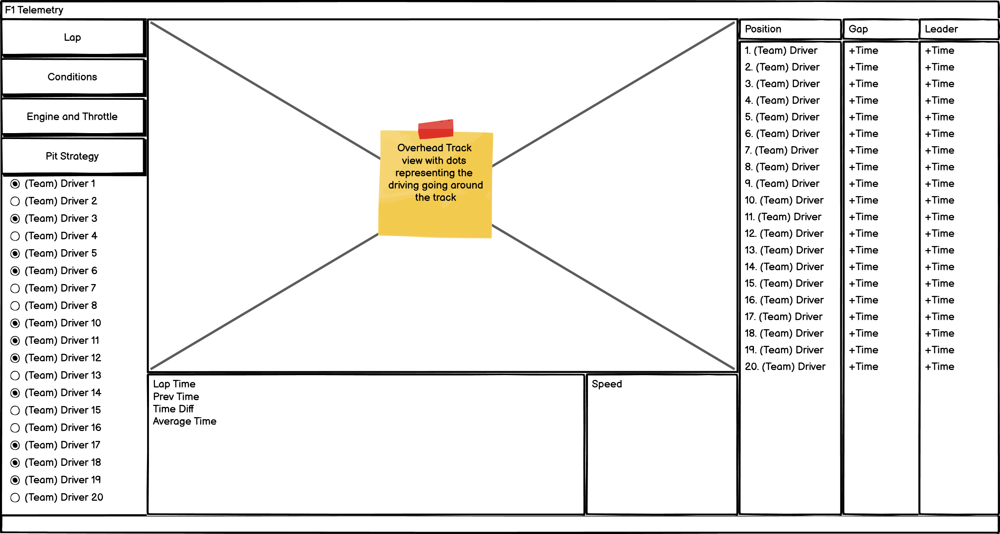 F1 Telemetry
Lap
Conditions
Engine and Throttle
Pit Strategy
(Team) Driver 1
(Team) Driver 2
(Team) Driver 3
(Team) Driver 4
(Team) Driver 5
(Team) Driver 6
(Team) Driver 7
(Team) Driver 8
(Team) Driver 10
(Team) Driver 11
(Team) Driver 12
(Team) Driver 13
(Team) Driver 14
(Team) Driver 15
(Team) Driver 16
(Team) Driver 17
(Team) Driver 18
(Team) Driver 19
(Team) Driver 20
Overhead Track
view with dots
representing the
driving going around
the track
Lap Time
Prev Time
Time Diff
Average Time
Speed
Position Gap Leader
1. (Team) Driver +Time +Time
2. (Team) Driver +Time +Time
3. (Team) Driver +Time +Time
4. (Team) Driver +Time +Time
5. (Team) Driver +Time +Time
6. (Team) Driver +Time +Time
7. (Team) Driver +Time +Time
8. (Team) Driver +Time +Time
9. (Team) Driver +Time +Time
10. (Team) Driver +Time +Time
11. (Team) Driver +Time +Time
12. (Team) Driver +Time +Time
13. (Team) Driver +Time +Time
14. (Team) Driver +Time +Time
15. (Team) Driver +Time +Time
16. (Team) Driver +Time +Time
17. (Team) Driver +Time +Time
18. (Team) Driver +Time +Time
19. (Team) Driver +Time +Time
20. (Team) Driver +Time +Time